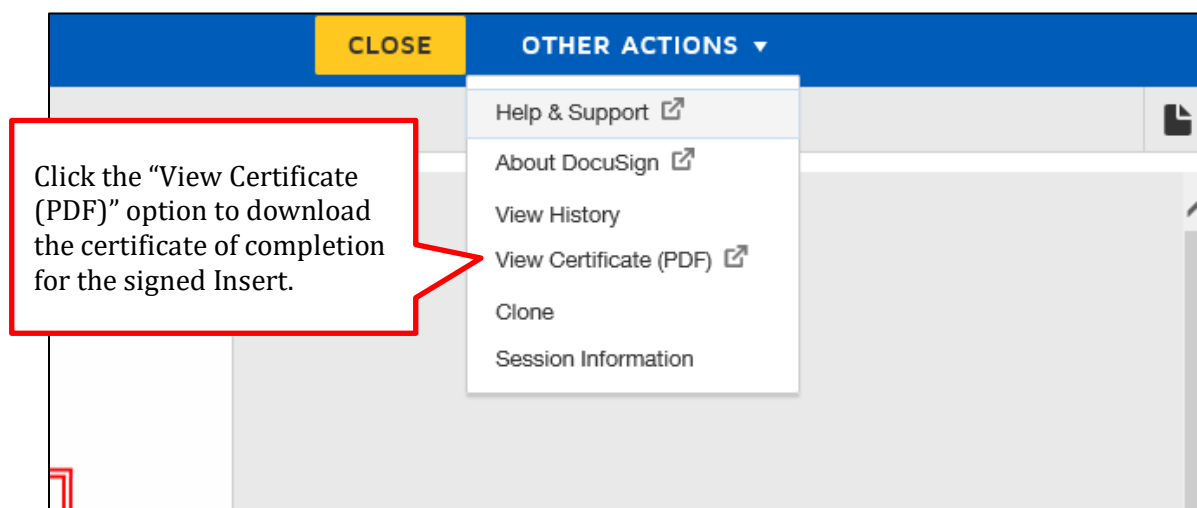 CLOSE
OTHER ACTIONS
Help & Support
About DocuSign
View History
View Certificate (PDF)
Clone
Session Information
Click the “View Certificate
(PDF)” option to download
the certificate of completion
for the signed Insert.